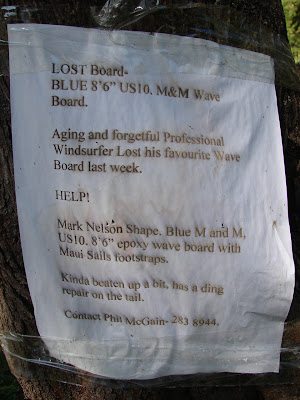 LOST Board-
BLUE 8'6" US10. M&M Wave
Board.
Aging and forgetful Professional
Windsurfer Lost his favourite Wave
Board last week.
HELP!
Mark Nelson Shape. Blue M and M,
US10. 8'6" epoxy wave board with
Maui Sails footstraps.
Kinda beaten up a bit, has a ding
repair on the tail.
Contact Phil McGain- 283 8944.